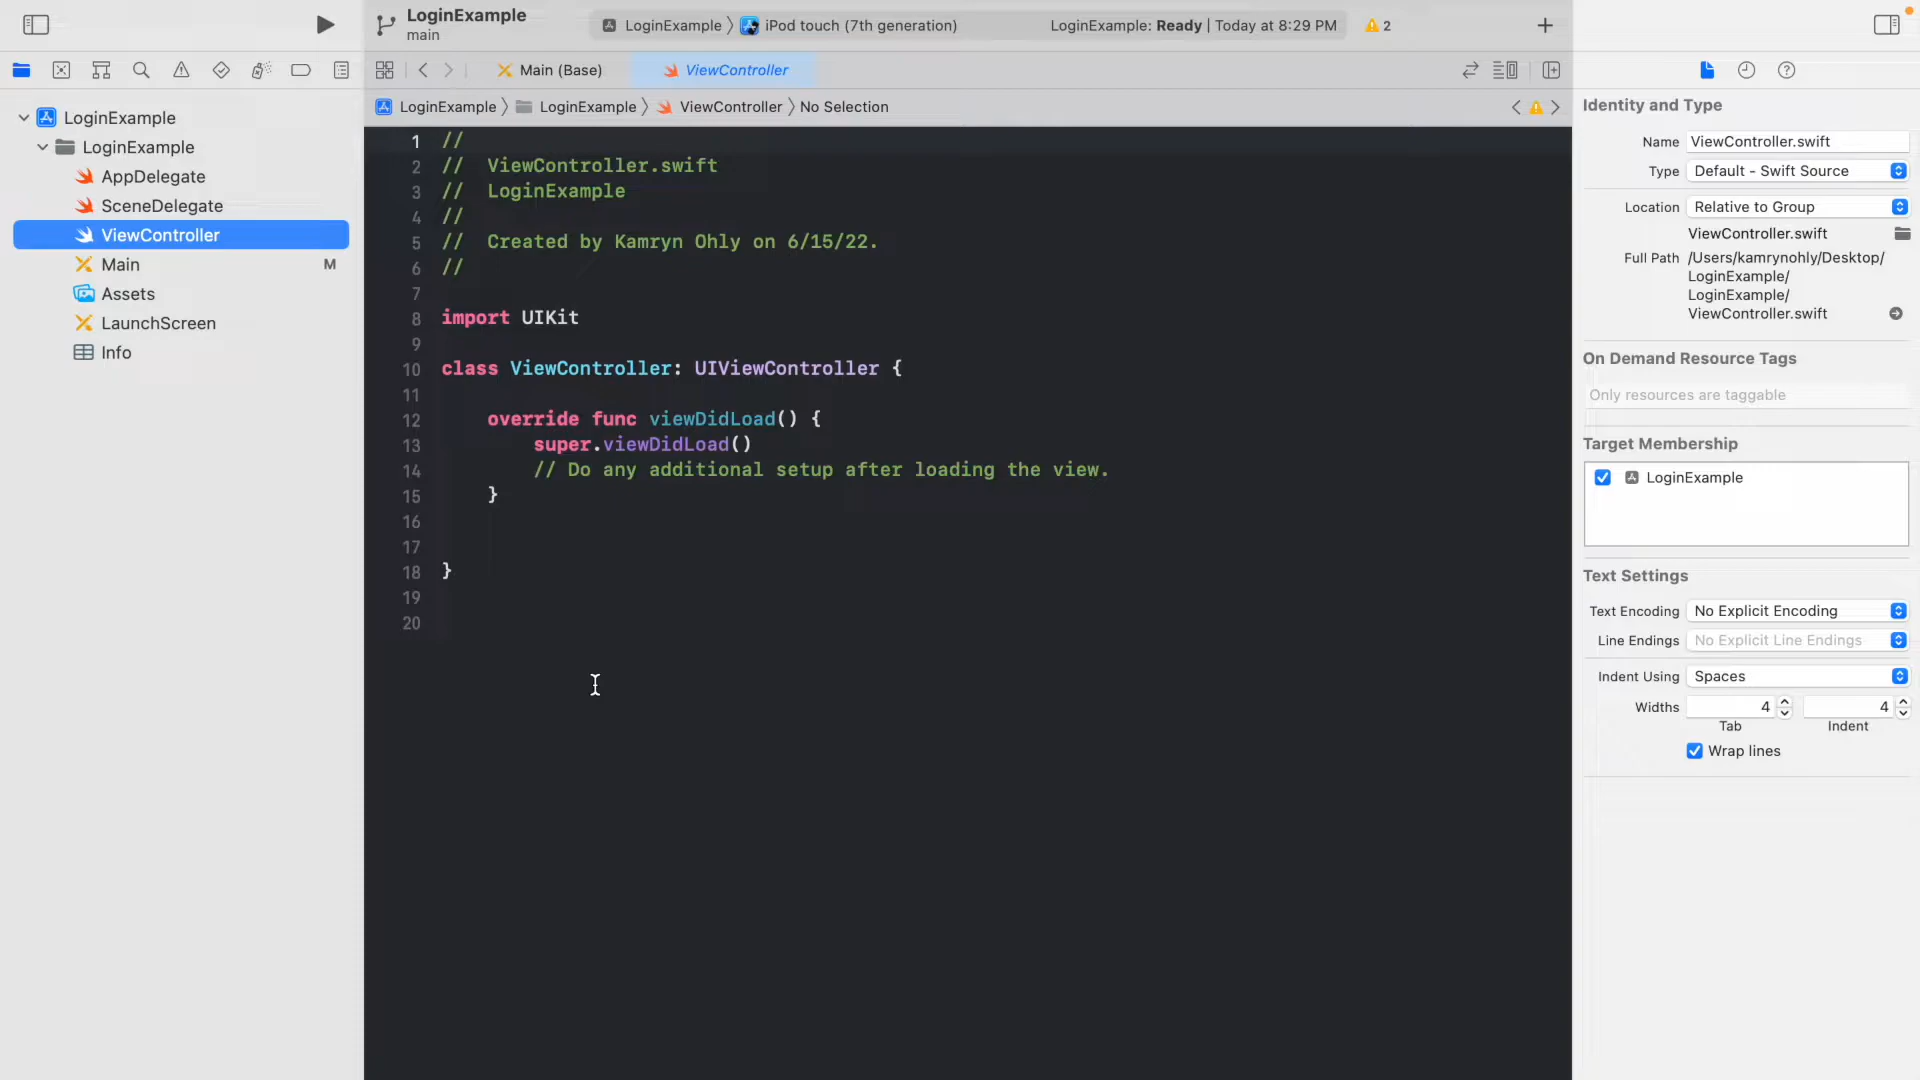 LoginExample
main
LoginExample
iPod touch (7th generation)
LoginExample: Ready | Today at 8:29 PM
2
Main (Base)
ViewController
LoginExample
LoginExample
ViewController
No Selection
LoginExample
LoginExample
AppDelegate
SceneDelegate
ViewController
Main M
Assets
LaunchScreen
Info
1 //
2 //  ViewController.swift
3 //  LoginExample
4 //
5 //  Created by Kamryn Ohly on 6/15/22.
6 //
7
8 import UIKit
9
10 class ViewController: UIViewController {
11
12     override func viewDidLoad() {
13         super.viewDidLoad()
14         // Do any additional setup after loading the view.
15     }
16
17
18 }
19
20
Identity and Type
Name ViewController.swift
Type Default - Swift Source
Location Relative to Group
ViewController.swift
Full Path /Users/kamrynohly/Desktop/
LoginExample/
LoginExample/
ViewController.swift
On Demand Resource Tags
Only resources are taggable
Target Membership
LoginExample
Text Settings
Text Encoding No Explicit Encoding
Line Endings No Explicit Line Endings
Indent Using Spaces
Widths 4 4
Tab Indent
Wrap lines